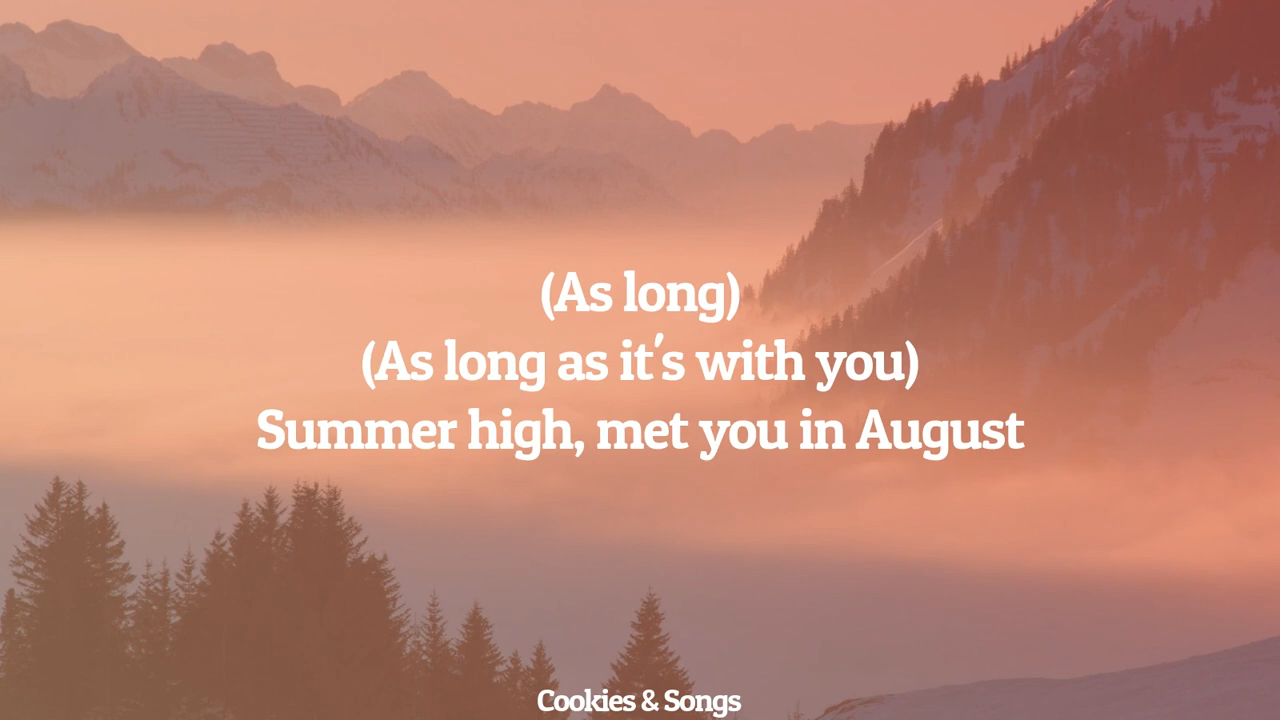 (As long)
(As long as it's with you)
Summer high, met you in August
Cookies & Songs